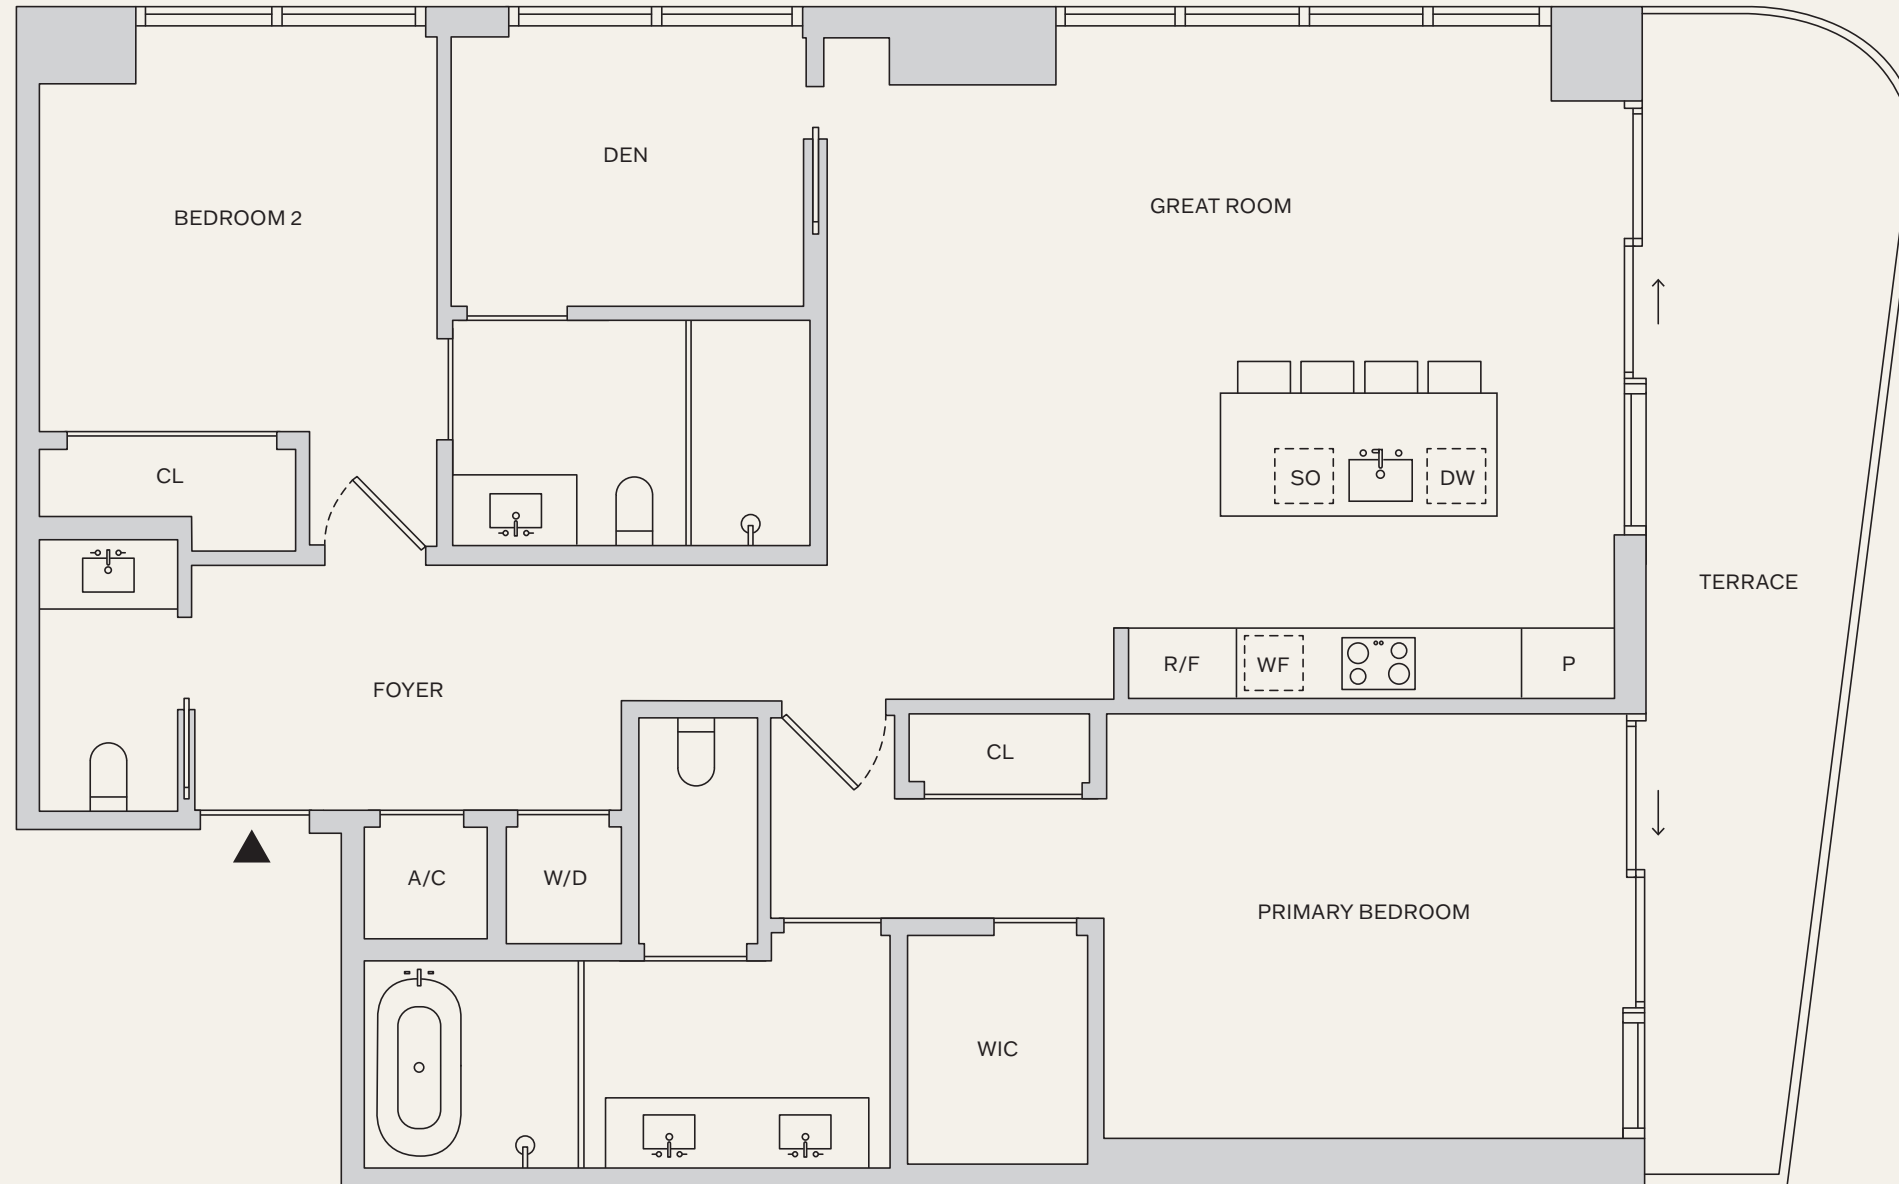 DEN
GREAT ROOM
BEDROOM 2
CL
SO
DW
TERRACE
R/F
WF
P
FOYER
CL
A/C
W/D
PRIMARY BEDROOM
WIC